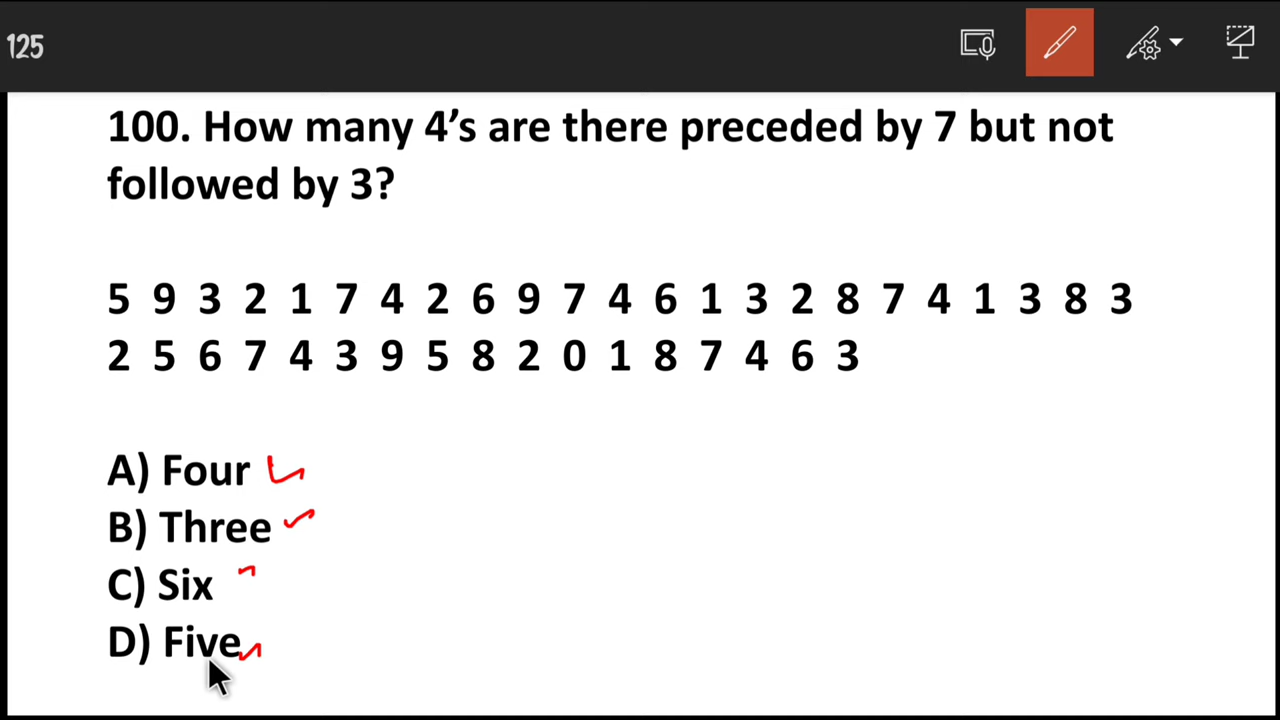 125
100. How many 4’s are there preceded by 7 but not
followed by 3?
5 9 3 2 1 7 4 2 6 9 7 4 6 1 3 2 8 7 4 1 3 8 3
2 5 6 7 4 3 9 5 8 2 0 1 8 7 4 6 3
A) Four
B) Three
C) Six
D) Five